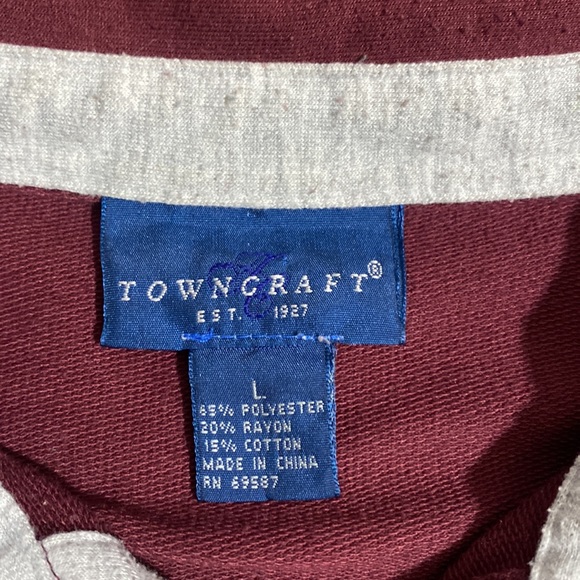 TOWNCRAFT®
EST. 1927
L
65% POLYESTER
20% RAYON
15% COTTON
MADE IN CHINA
RN 69587